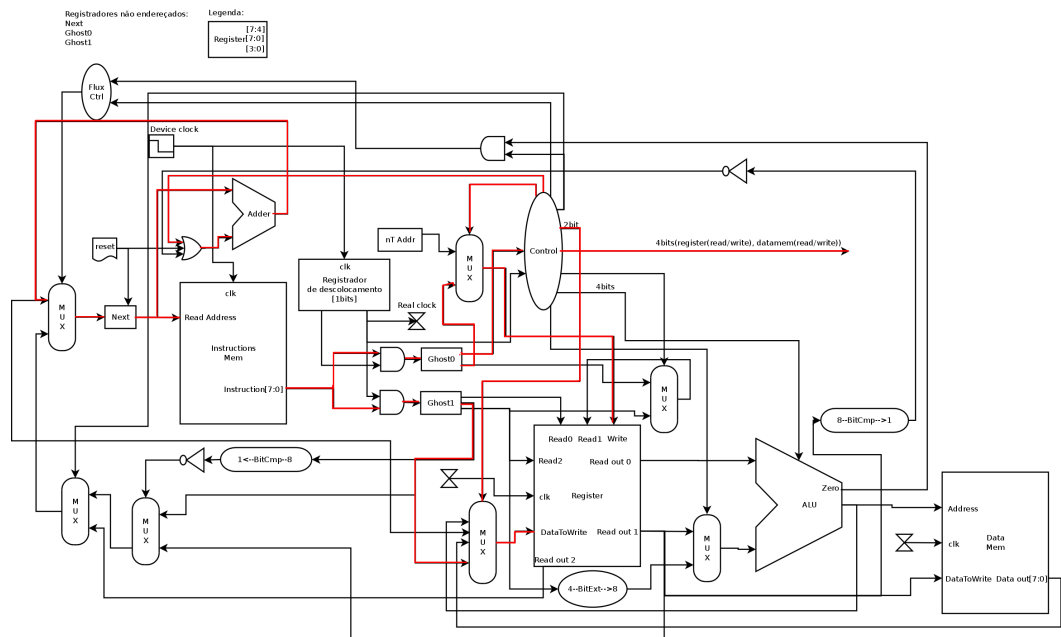 Registradores não endereçados:
Next
Ghost0
Ghost1
Legenda:
[7:4]
Register[7:0]
[3:0]
Flux
Ctrl
Device clock
Adder
reset
nT Addr
M
U
X
Control
2bit
4bits(register(read/write), datamem(read/write))
4bits
clk
Registrador
de descolocamento
[1bits]
Real clock
M
U
X
Next
clk
Read Address
Instructions
Mem
Instruction[7:0]
Ghost0
Ghost1
M
U
X
8--BitCmp-->1
Read0
Read1
Write
Read2
Read out 0
clk
Register
DataToWrite
Read out 1
Read out 2
1<--BitCmp--8
M
U
X
M
U
X
M
U
X
M
U
X
4--BitExt-->8
Zero
ALU
Address
clk
Data
Mem
DataToWrite
Data out[7:0]